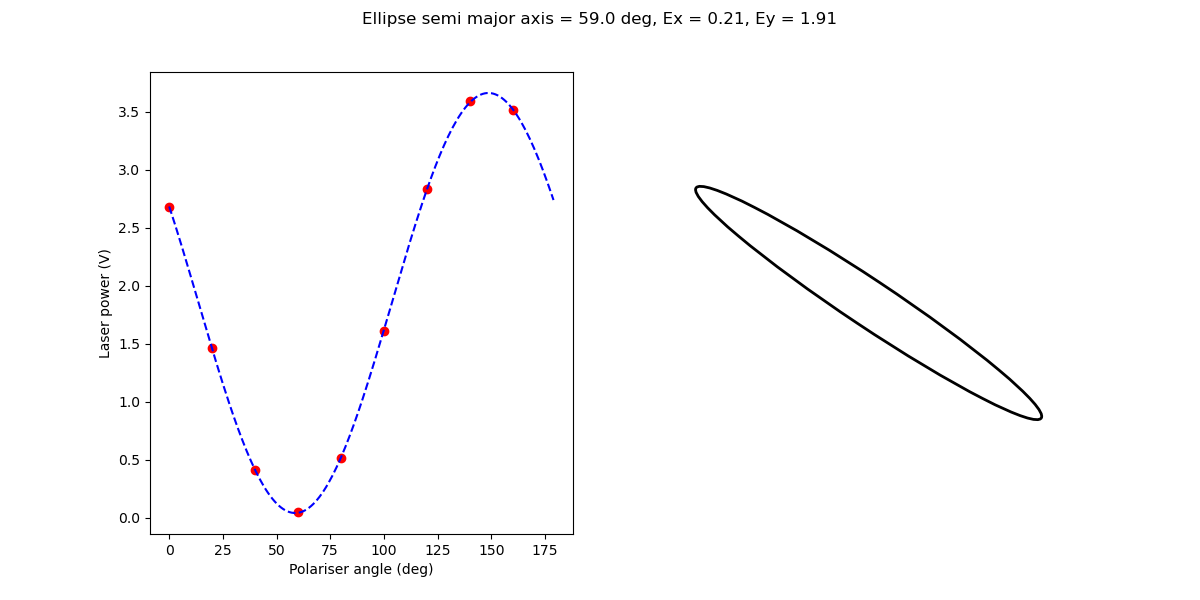 Ellipse semi major axis = 59.0 deg, Ex = 0.21, Ey = 1.91
3.5
3.0
2.5
2.0
1.5
1.0
0.5
0.0
Laser power (V)
0 25 50 75 100 125 150 175
Polariser angle (deg)